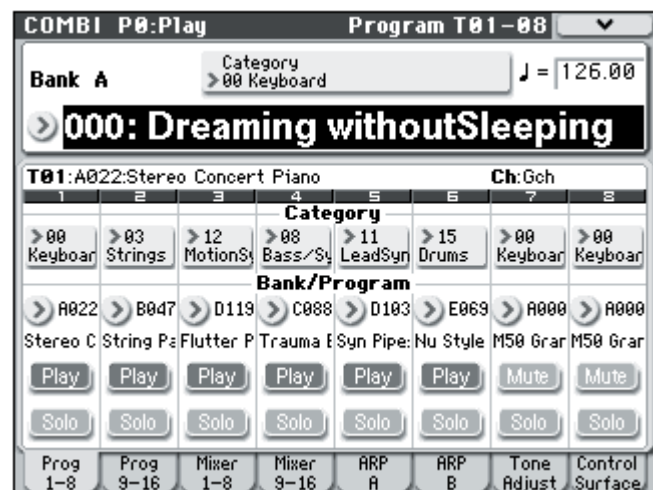 COMBI P0:Play Program T01-08
Bank A Category
00 Keyboard ♩ = 126.00
000: Dreaming withoutSleeping
T01:A022:Stereo Concert Piano Ch:Gch
1 2 3 4 5 6 7 8
Category
00 03 12 08 11 15 00 00
Keyboar Strings MotionSy Bass/Sy LeadSyn Drums Keyboar Keyboar
Bank/Program
A022 B047 D119 C088 D103 E069 A000 A000
Stereo C String Pa Flutter P Trauma B Syn Pipe: Nu Style M50 Gran M50 Gran
Play Play Play Play Play Play Mute Mute
Solo Solo Solo Solo Solo Solo Solo Solo
Prog Prog Mixer Mixer ARP ARP Tone Control
1-8 9-16 1-8 9-16 A B Adjust Surface